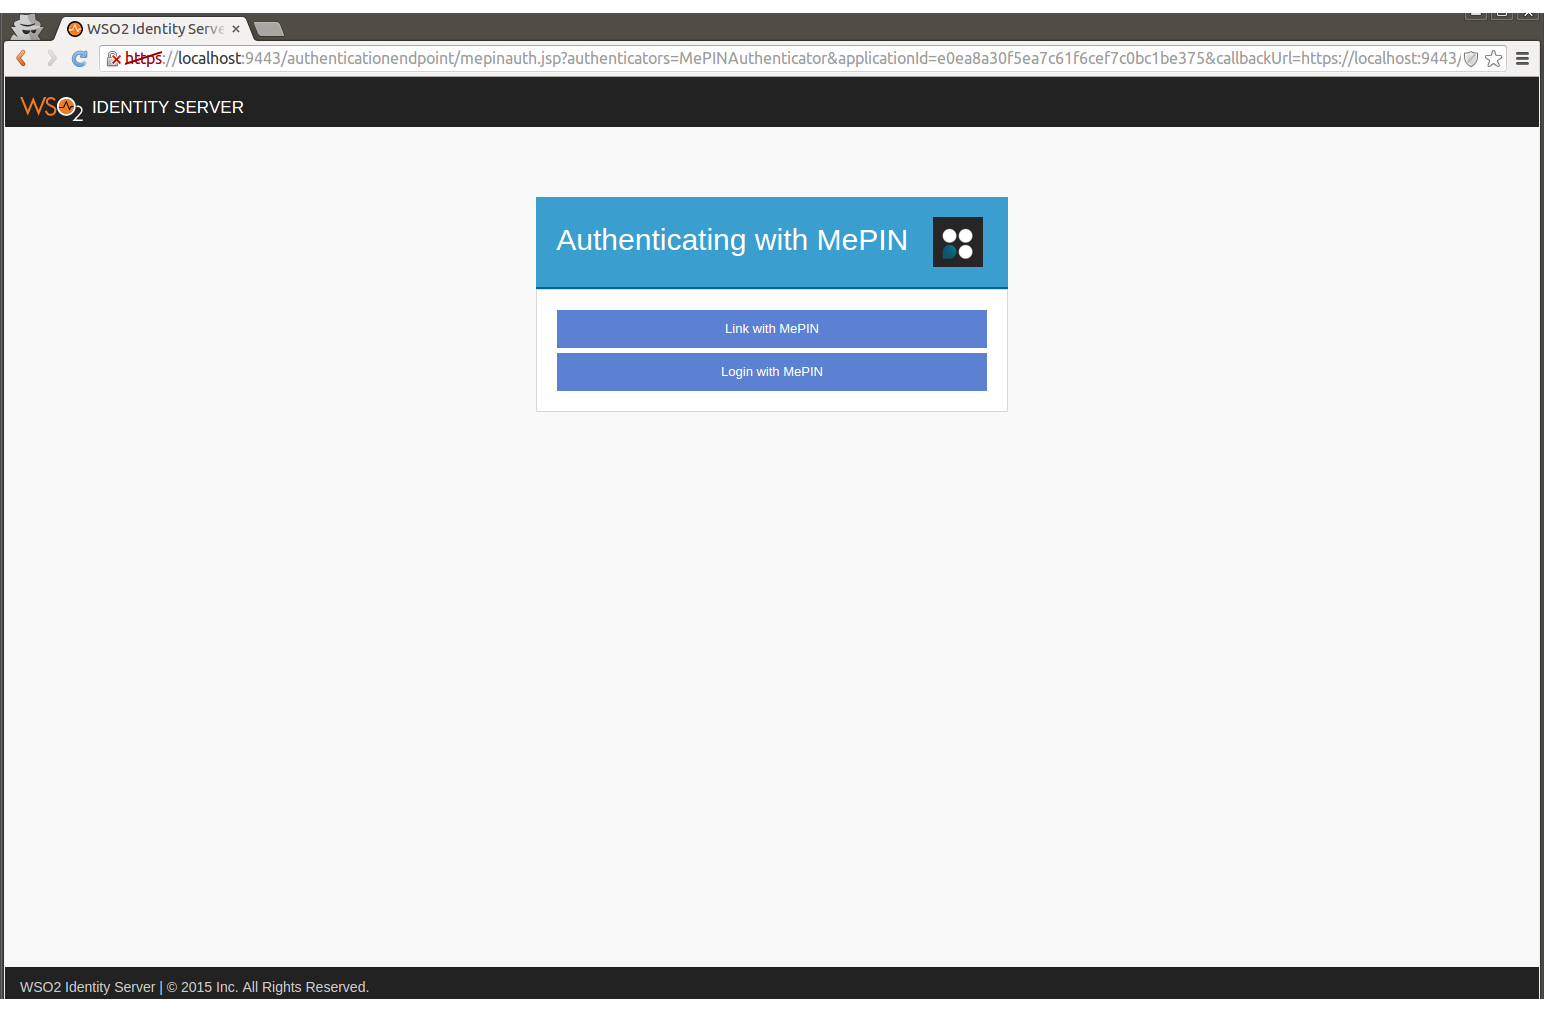 WSO2 Identity Serve
https://localhost:9443/authenticationendpoint/mepinauth.jsp?authenticators=MePINAuthenticator&applicationId=e0ea8a30f5ea7c61f6cef7c0bc1be375&callbackUrl=https://localhost:9443/
WSO2 IDENTITY SERVER
Authenticating with MePIN
Link with MePIN
Login with MePIN
WSO2 Identity Server | © 2015 Inc. All Rights Reserved.